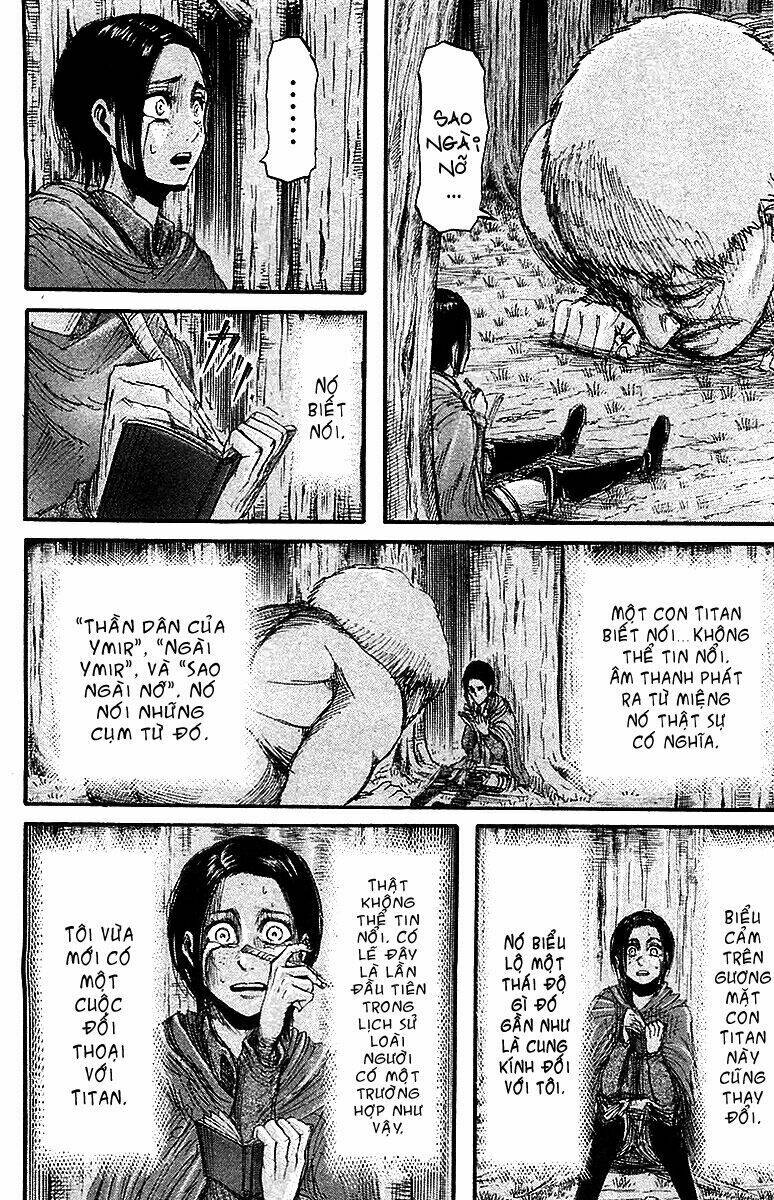 SAO
NGÀI
NỠ
...
......
NÓ
BIẾT
NÓI.
ガッ
MỘT CON TITAN
BIẾT NÓI...KHÔNG
THỂ TIN NỔI.
ÂM THANH PHÁT
RA TỪ MIỆNG
NÓ THẬT SỰ
CÓ NGHĨA.
"THẦN DÂN CỦA
YMIR", "NGÀI
YMIR", VÀ "SAO
NGÀI NỠ". NÓ
NÓI NHỮNG
CỤM TỪ ĐÓ.
BIỂU
CẢM
TRÊN
GƯƠNG
MẶT CON
TITAN
NÀY
CŨNG
THAY
ĐỔI.
NÓ BIỂU
LỘ MỘT
THÁI ĐỘ
GÌ ĐÓ
GẦN NHƯ
LÀ CUNG
KÍNH ĐỐI
VỚI TÔI.
THẬT
KHÔNG
THỂ TIN
NỔI. CÓ
LẼ ĐÂY
LÀ LẦN
ĐẦU TIÊN
TRONG
LỊCH SỬ
LOÀI
NGƯỜI
CÓ MỘT
TRƯỜNG
HỢP NHƯ
VẬY.
TÔI VỪA
MỚI CÓ
MỘT
CUỘC
ĐỐI
THOẠI
VỚI
TITAN.